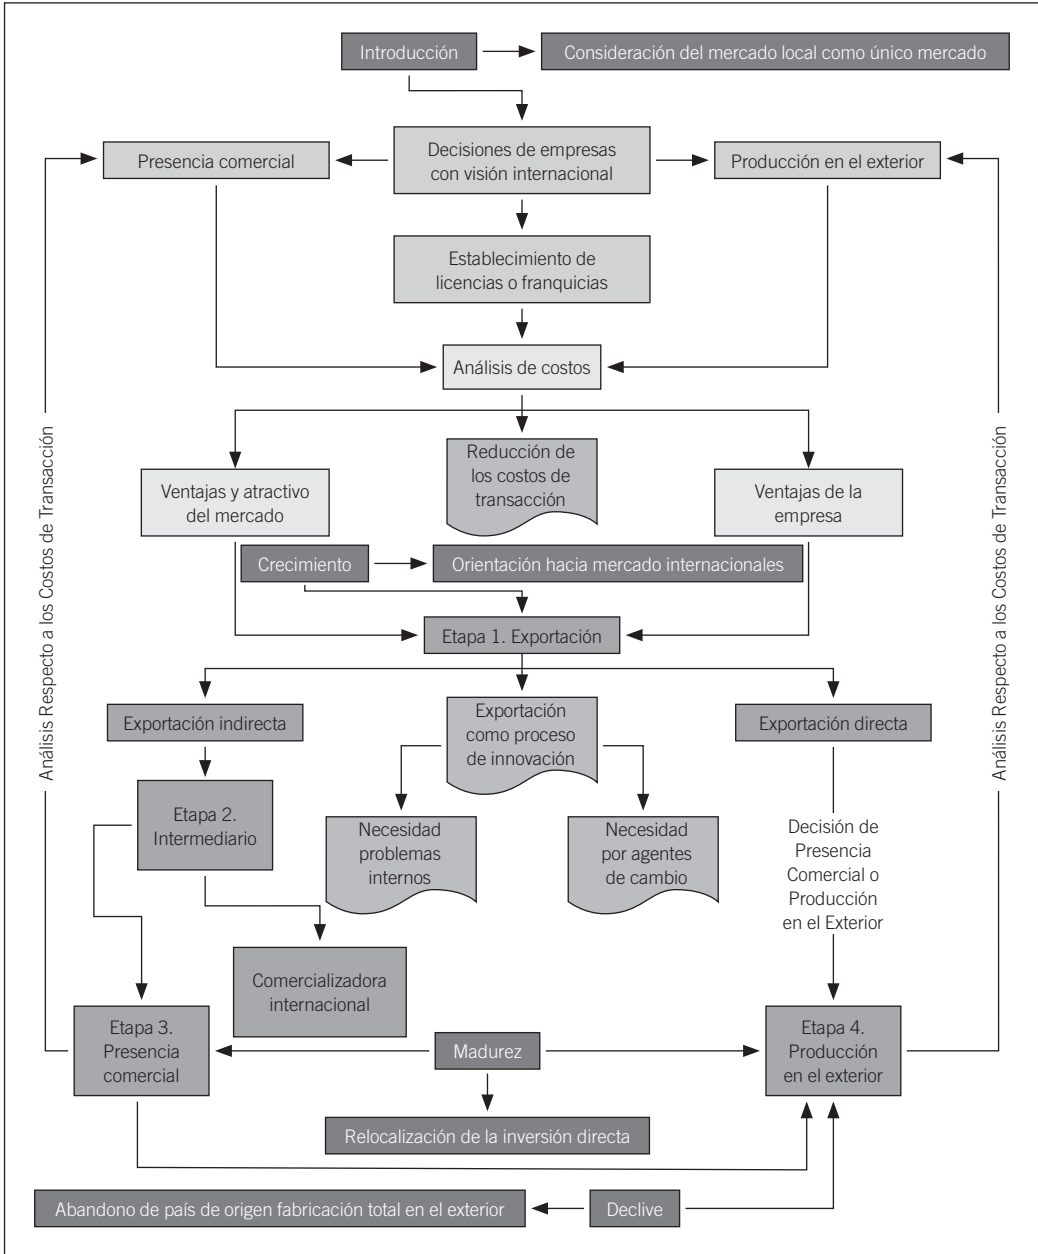 Introducción
Consideración del mercado local como único mercado
Presencia comercial
Decisiones de empresas
con visión internacional
Producción en el exterior
Establecimiento de
licencias o franquicias
Análisis de costos
Ventajas y atractivo
del mercado
Reducción de
los costos de
transacción
Ventajas de la
empresa
Crecimiento
Orientación hacia mercado internacionales
Etapa 1. Exportación
Análisis Respecto a los Costos de Transacción
Análisis Respecto a los Costos de Transacción
Exportación indirecta
Exportación
como proceso
de innovación
Exportación directa
Etapa 2.
Intermediario
Necesidad
problemas
internos
Necesidad
por agentes
de cambio
Decisión de
Presencia
Comercial o
Producción
en el Exterior
Comercializadora
internacional
Etapa 3.
Presencia
comercial
Madurez
Etapa 4.
Producción
en el exterior
Relocalización de la inversión directa
Abandono de país de origen fabricación total en el exterior
Declive